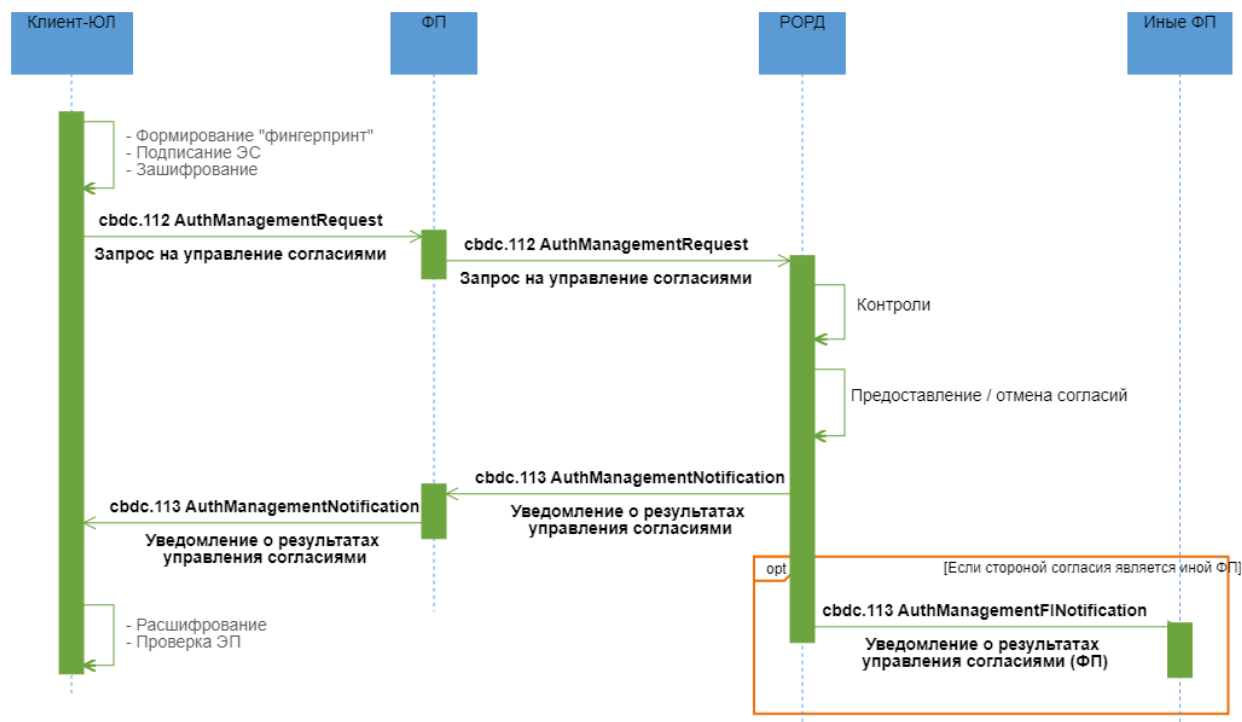 Клиент-ЮЛ
ФП
РОРД
Иные ФП
- Формирование "фингерпринт"
- Подписание ЭС
- Зашифрование
cbdc.112 AuthManagementRequest
Запрос на управление согласиями
cbdc.112 AuthManagementRequest
Запрос на управление согласиями
Контроли
Предоставление / отмена согласий
cbdc.113 AuthManagementNotification
Уведомление о результатах
управления согласиями
cbdc.113 AuthManagementNotification
Уведомление о результатах
управления согласиями
opt
[Если стороной согласия является иной ФП]
cbdc.113 AuthManagementFINotification
Уведомление о результатах
управления согласиями (ФП)
- Расшифрование
- Проверка ЭП